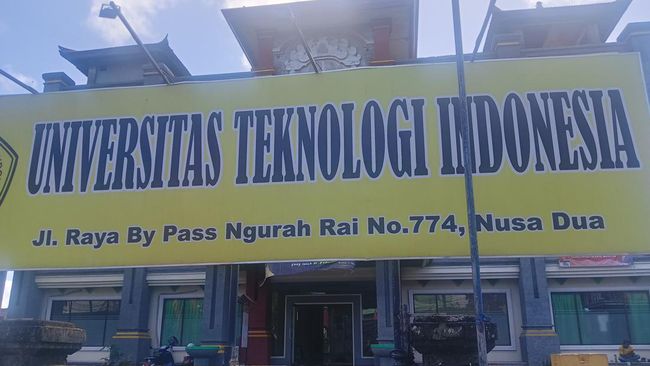 UNIVERSITAS TEKNOLOGI INDONESIA
Jl. Raya By Pass Ngurah Rai No.774, Nusa Dua